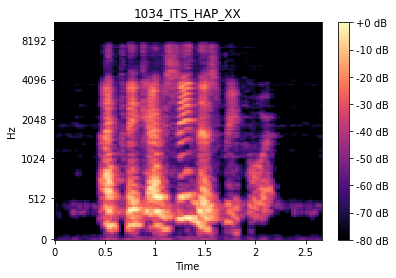 1034_ITS_HAP_XX
Hz
8192
4096
2048
1024
512
0
0
0.5
1
1.5
2
2.5
Time
+0 dB
-10 dB
-20 dB
-30 dB
-40 dB
-50 dB
-60 dB
-70 dB
-80 dB